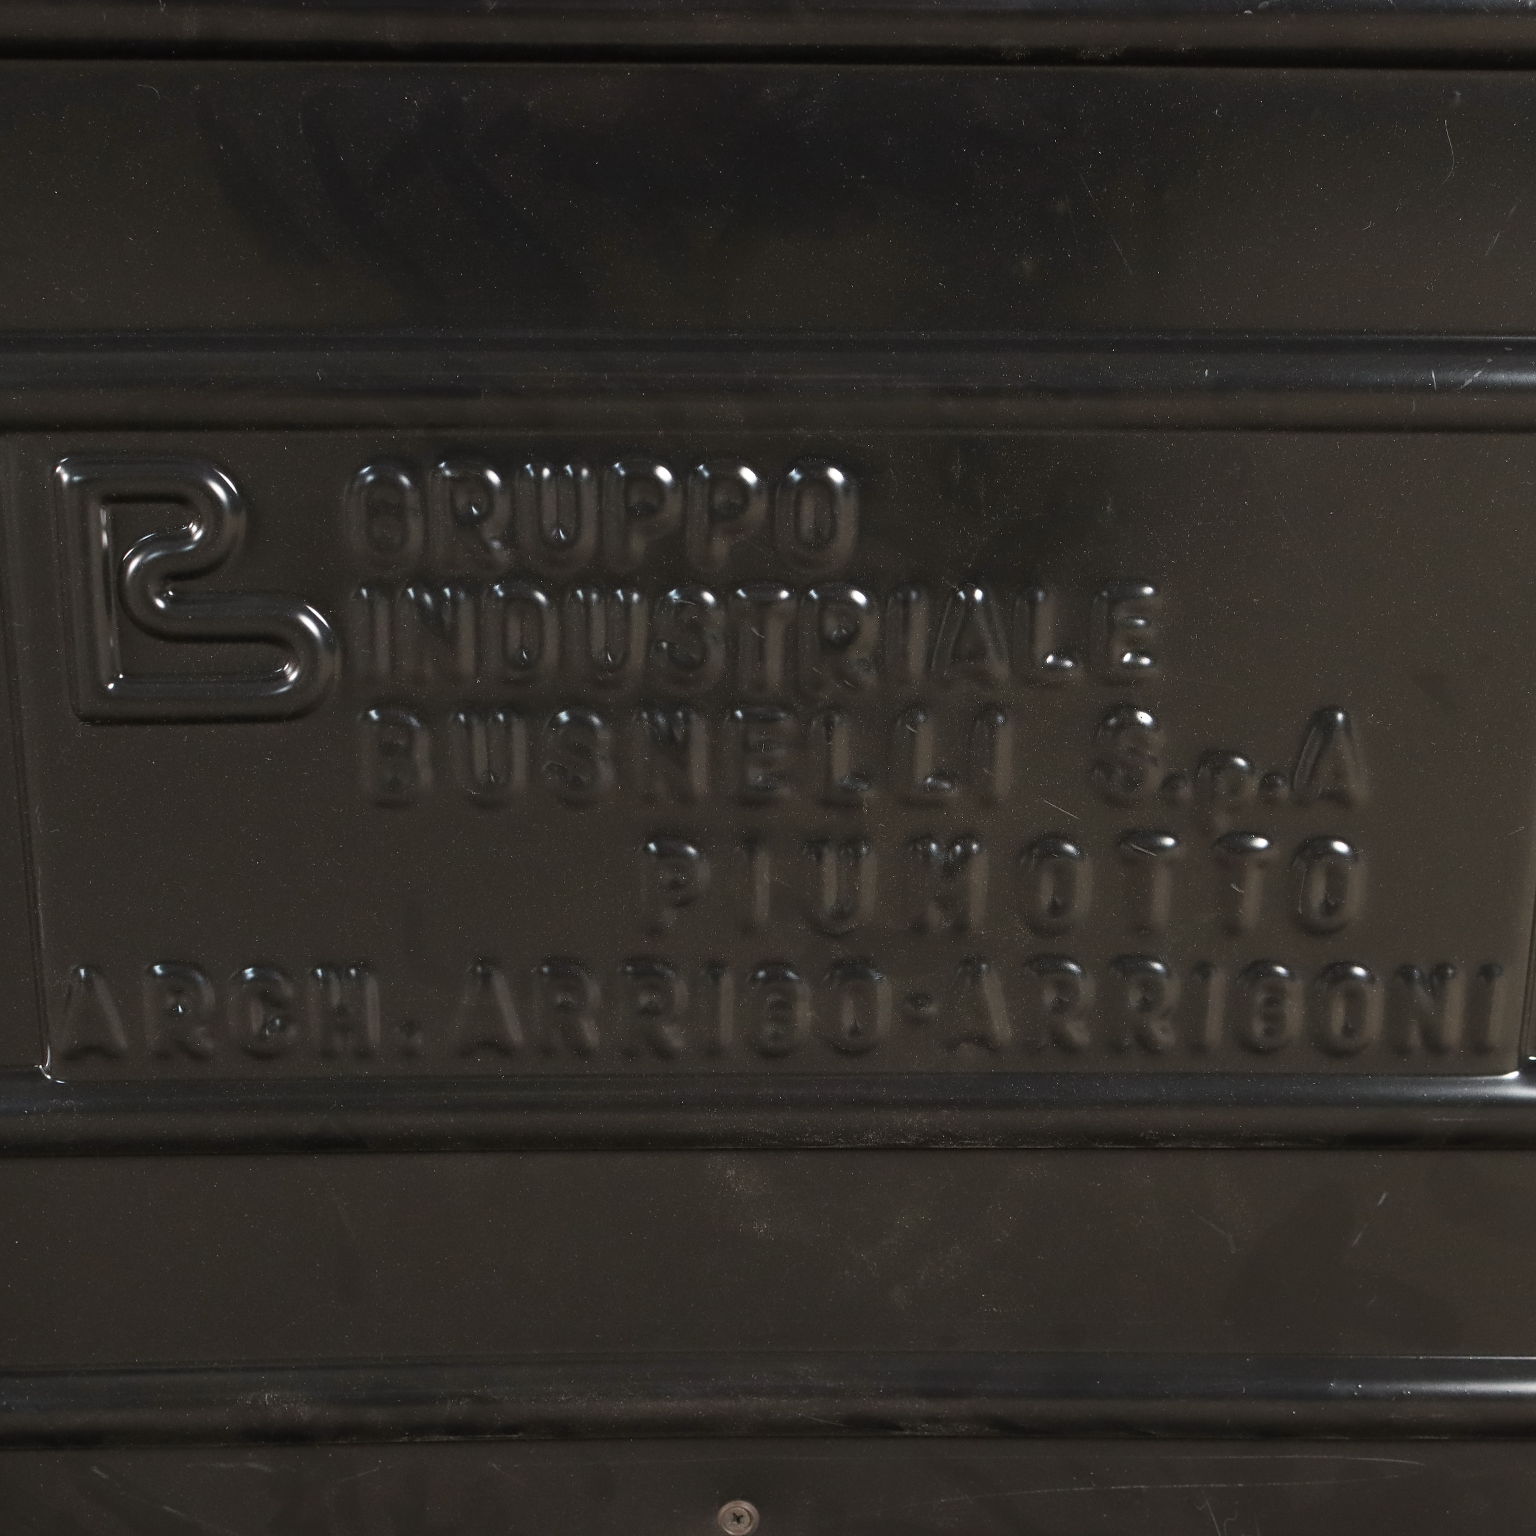 GRUPPO
INDUSTRIALE
BUSNELLI S.p.A
PIUMOTTO
ARCH. ARRIGO·ARRIGONI